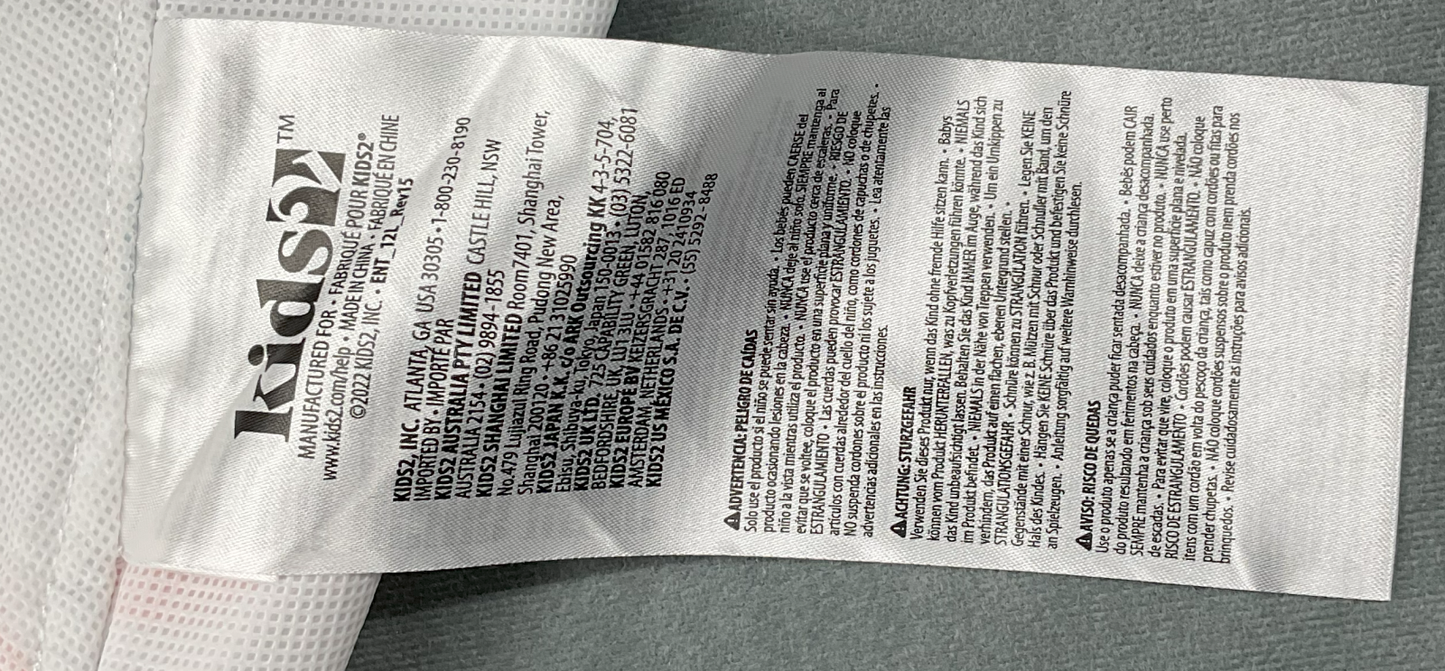 kids2™
MANUFACTURED FOR • FABRIQUÉ POUR KIDS2®
www.kids2.com/help • MADE IN CHINA • FABRIQUÉ EN CHINE
©2022 KIDS2, INC. • ENT_12L_Rev15
KIDS2, INC. ATLANTA, GA USA 30305 • 1-800-230-8190
IMPORTED BY • IMPORTÉ PAR
KIDS2 AUSTRALIA PTY LIMITED CASTLE HILL, NSW
AUSTRALIA 2154 • (02) 9894-1855
KIDS2 SHANGHAI LIMITED Room7401, Shanghai Tower,
No.479 Lujiazui Ring Road, Pudong New Area,
Shanghai 200120 • +86 21 31025990
KIDS2 JAPAN K.K. c/o ARK Outsourcing KK 4-3-5-704,
Ebisu, Shibuya-ku, Tokyo, Japan 150-0013 • (03) 5322-6081
KIDS2 UK LTD, 725 CAPABILITY GREEN, LUTON,
BEDFORDSHIRE, UK, LU1 3LU • +44 01582 816 080
KIDS2 EUROPE BV KEIZERSGRACHT 287, 1016 ED
AMSTERDAM, NETHERLANDS • +31 20 2410934
KIDS2 US MÉXICO S.A. DE C.V. • (55) 5292-8488
⚠ADVERTENCIA: PELIGRO DE CAÍDAS
Solo use el producto si el niño se puede sentar sin ayuda. • Los bebés pueden CAERSE del
producto ocasionando lesiones en la cabeza. • NUNCA deje al niño solo. SIEMPRE mantenga al
niño a la vista mientras utiliza el producto. • NUNCA use el producto cerca de escaleras. • Para
evitar que se voltee, coloque el producto en una superficie plana y uniforme. • RIESGO DE
ESTRANGULAMIENTO • Las cuerdas pueden provocar ESTRANGULAMIENTO. • NO coloque
artículos con cuerdas alrededor del cuello del niño, como cordones de capuchas o de chupetes. •
NO suspenda cordones sobre el producto ni los sujete a los juguetes. • Lea atentamente las
advertencias adicionales en las instrucciones.
⚠ACHTUNG: STURZGEFAHR
Verwenden Sie dieses Produkt nur, wenn das Kind ohne fremde Hilfe sitzen kann. • Babys
können vom Produkt HERUNTERFALLEN, was zu Kopfverletzungen führen könnte. • NIEMALS
das Kind unbeaufsichtigt lassen. Behalten Sie das Kind IMMER im Auge, während das Kind sich
im Produkt befindet. • NIEMALS in der Nähe von Treppen verwenden. • Um ein Umkippen zu
verhindern, das Produkt auf einen flachen, ebenen Untergrund stellen. •
STRANGULATIONSGEFAHR • Schnüre können zu STRANGULATION führen. • Legen Sie KEINE
Gegenstände mit einer Schnur, wie z. B. Mützen mit Schnur oder Schnuller mit Band, um den
Hals des Kindes. • Hängen Sie KEINE Schnüre über das Produkt und befestigen Sie keine Schnüre
an Spielzeugen. • Anleitung sorgfältig auf weitere Warnhinweise durchlesen.
⚠AVISO: RISCO DE QUEDAS
Use o produto apenas se a criança puder ficar sentada desacompanhada. • Bebês podem CAIR
do produto resultando em ferimentos na cabeça. • NUNCA deixe a criança desacompanhada.
SEMPRE mantenha a criança sob seus cuidados enquanto estiver no produto. • NUNCA use perto
de escadas. • Para evitar que vire, coloque o produto em uma superfície plana e nivelada.
RISCO DE ESTRANGULAMENTO • Cordões podem causar ESTRANGULAMENTO. • NÃO coloque
itens com um cordão em volta do pescoço da criança, tais como capuz com cordões ou fitas para
prender chupetas. • NÃO coloque cordões suspensos sobre o produto nem prenda cordões nos
brinquedos. • Revise cuidadosamente as instruções para avisos adicionais.